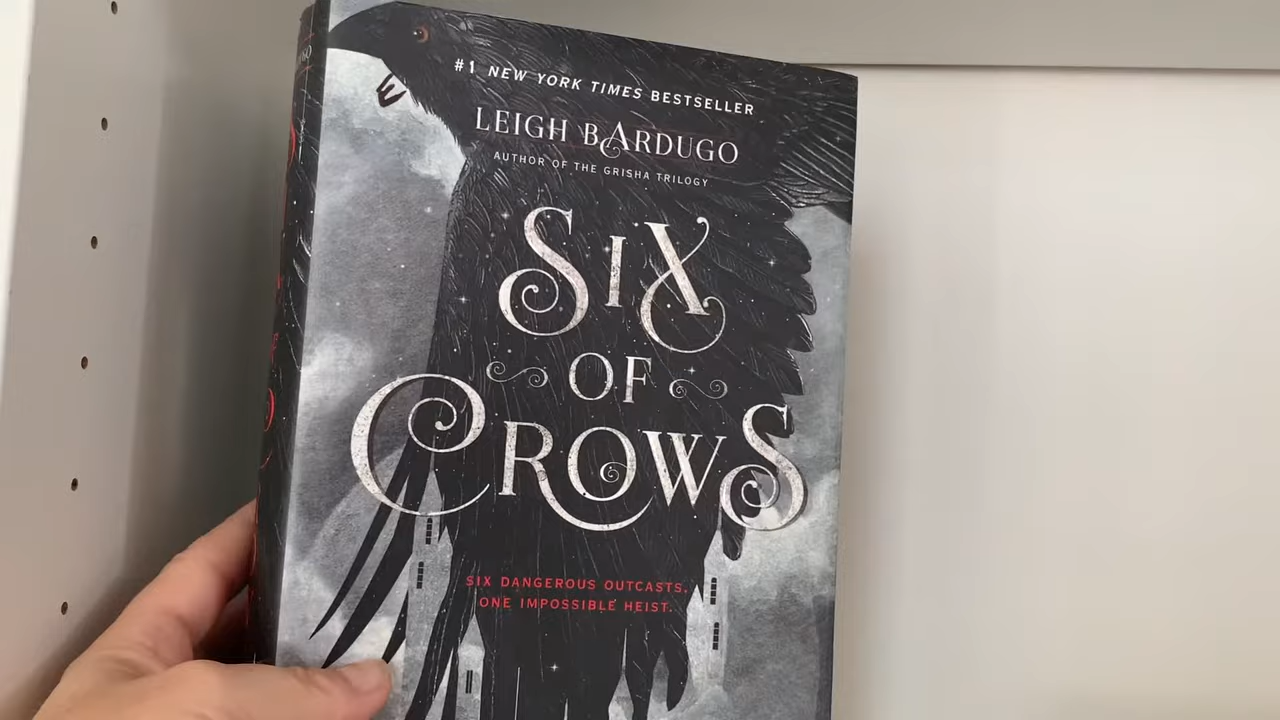 #1 NEW YORK TIMES BESTSELLER
LEIGH BARDUGO
AUTHOR OF THE GRISHA TRILOGY
SIX
OF
CROWS
SIX DANGEROUS OUTCASTS.
ONE IMPOSSIBLE HEIST.